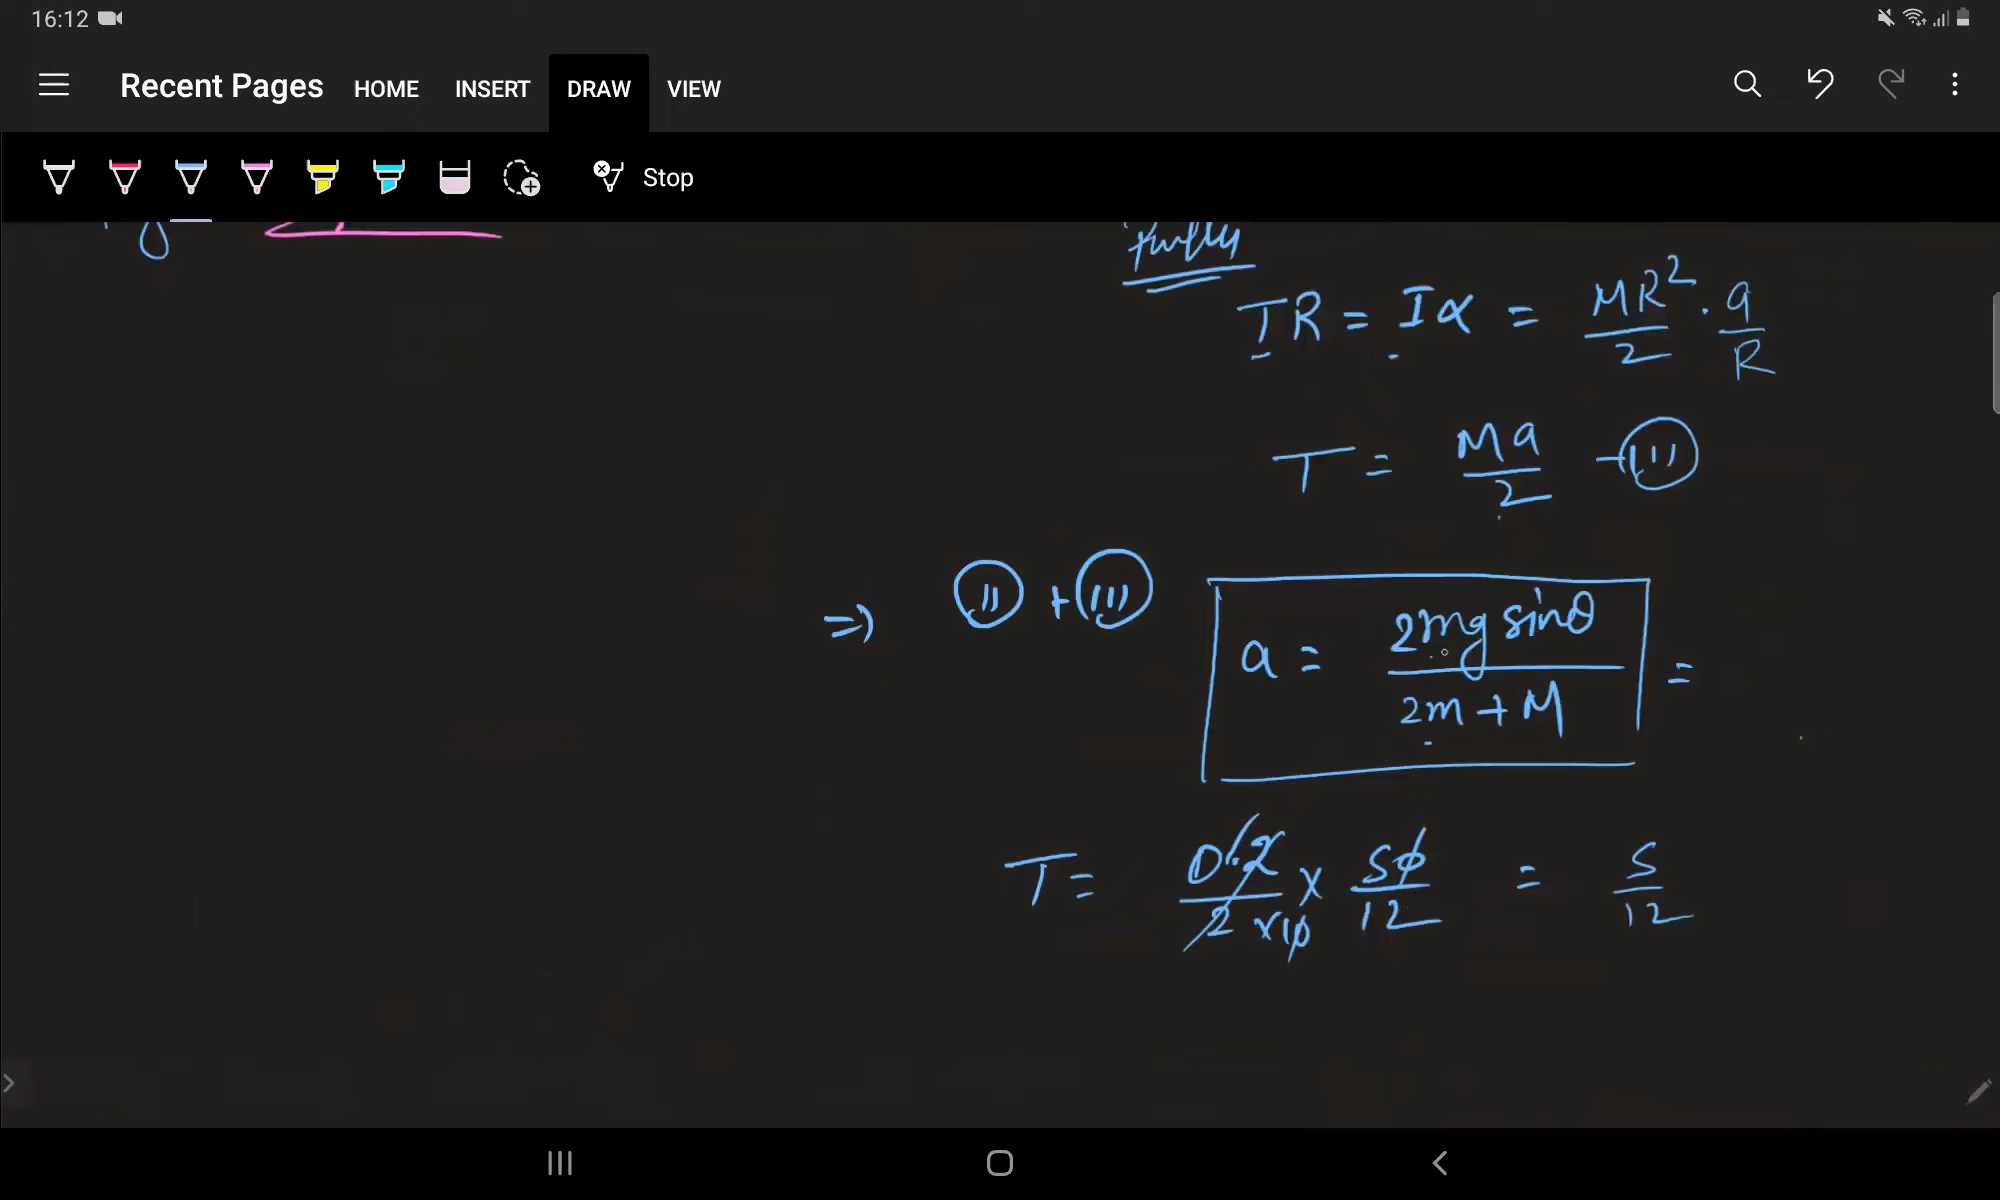 16:12
Recent Pages HOME INSERT DRAW VIEW
Stop
TR = Iα = MR²/2 · a/R
T = Ma/2 - (III)
=> (II) + (III) a = 2mg sinθ / 2m + M =
T = 0.2/2×10 × 50/12 = 5/12